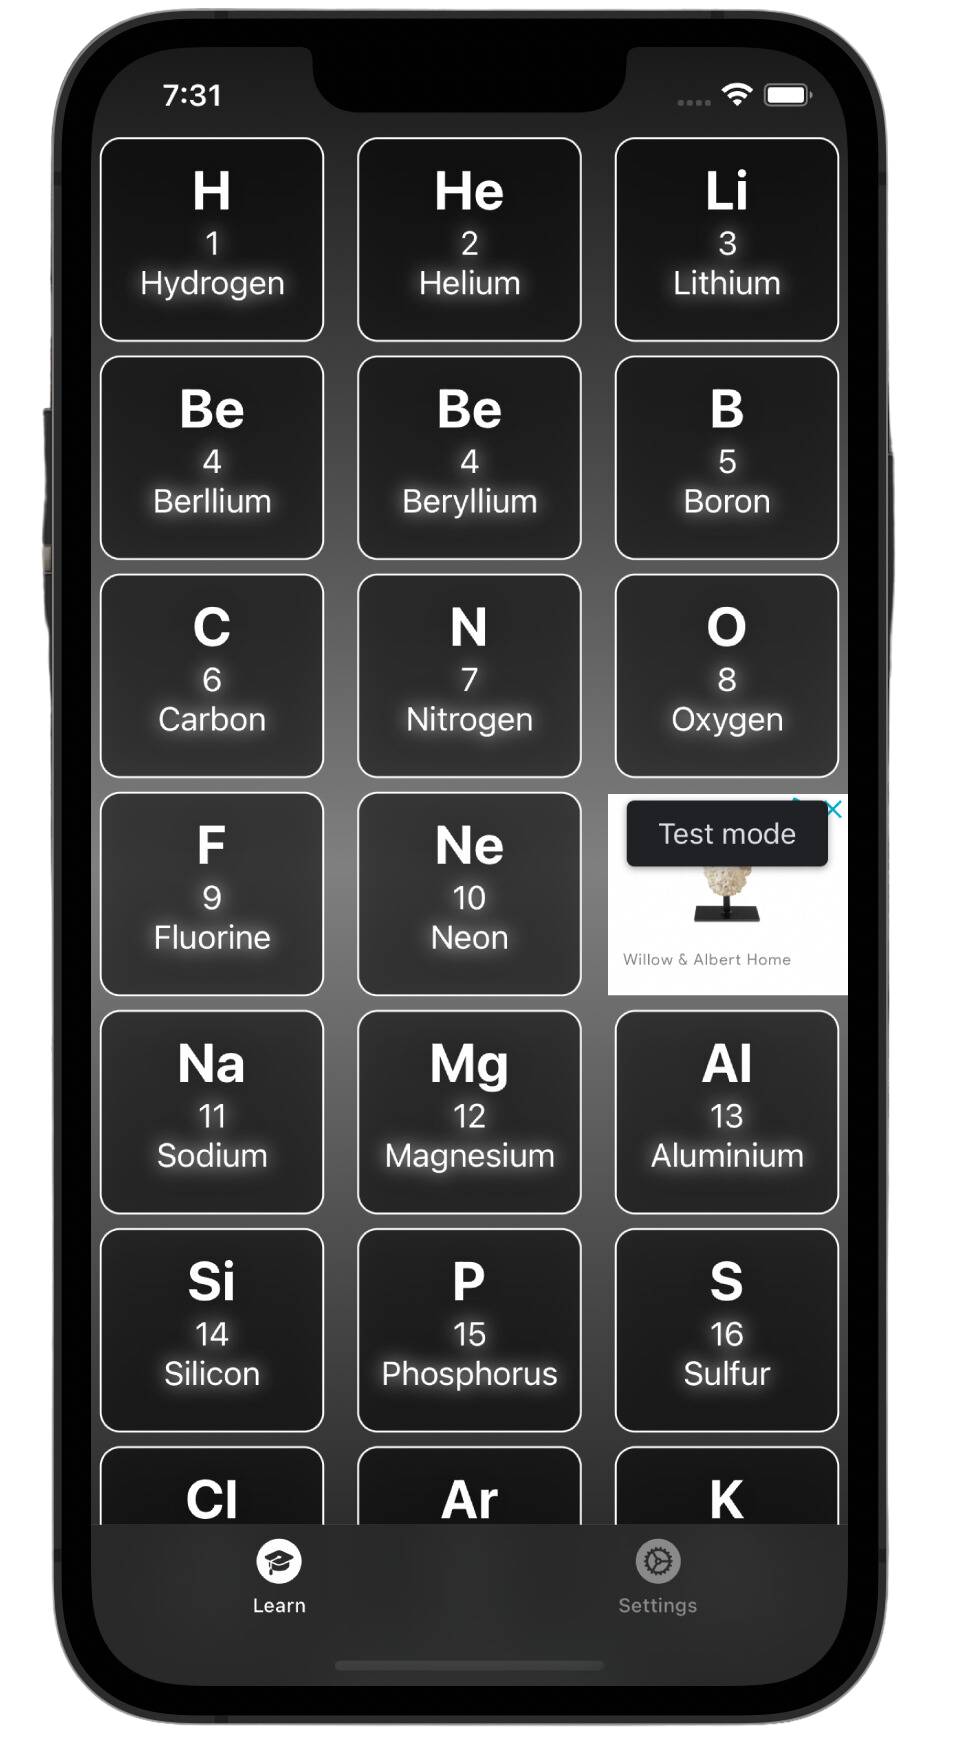 7:31
H
1
Hydrogen
He
2
Helium
Li
3
Lithium
Be
4
Berllium
Be
4
Beryllium
B
5
Boron
C
6
Carbon
N
7
Nitrogen
O
8
Oxygen
F
9
Fluorine
Ne
10
Neon
Test mode
Willow & Albert Home
Na
11
Sodium
Mg
12
Magnesium
Al
13
Aluminium
Si
14
Silicon
P
15
Phosphorus
S
16
Sulfur
Cl
Ar
K
Learn
Settings